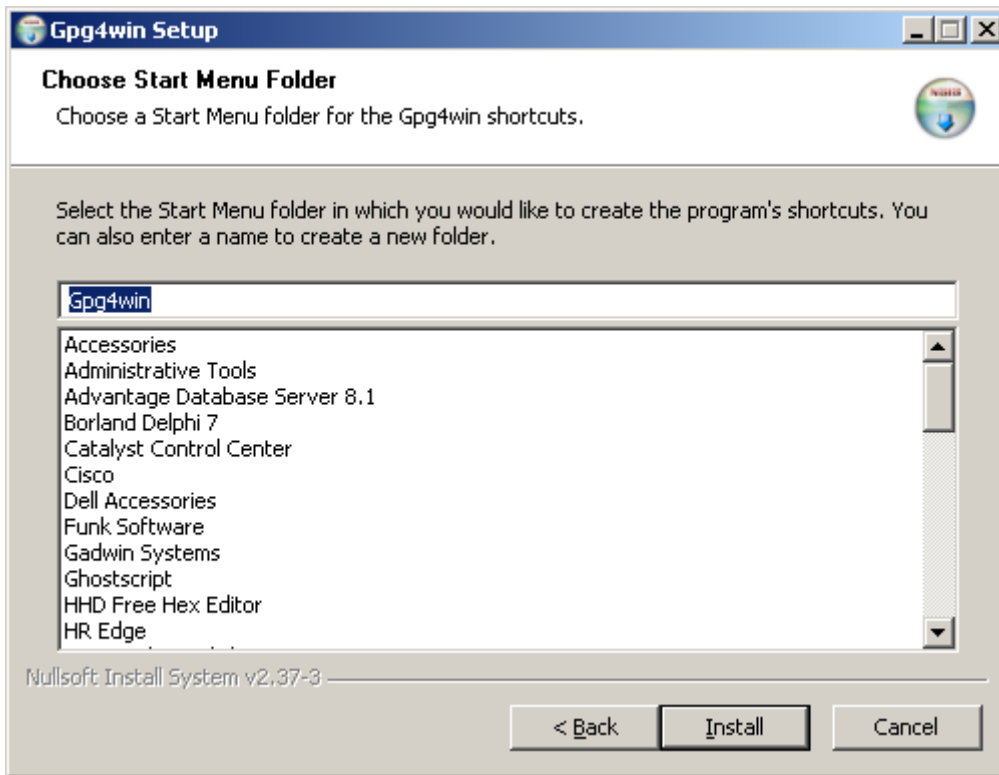 Gpg4win Setup
Choose Start Menu Folder
Choose a Start Menu folder for the Gpg4win shortcuts.
NSIS
Select the Start Menu folder in which you would like to create the program's shortcuts. You
can also enter a name to create a new folder.
Gpg4win
Accessories
Administrative Tools
Advantage Database Server 8.1
Borland Delphi 7
Catalyst Control Center
Cisco
Dell Accessories
Funk Software
Gadwin Systems
Ghostscript
HHD Free Hex Editor
HR Edge
Nullsoft Install System v2.37-3
< Back
Install
Cancel